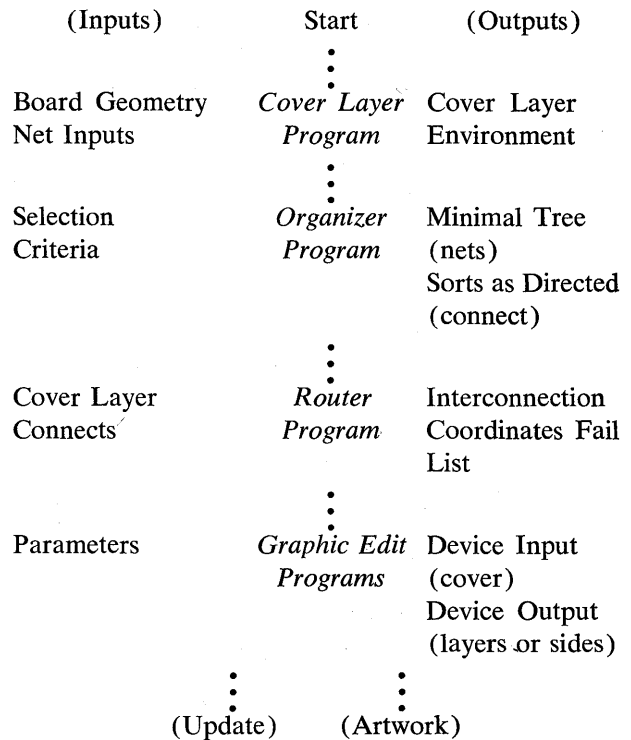 (Inputs) Start (Outputs)
Board Geometry Cover Layer Cover Layer
Net Inputs Program Environment
Selection Organizer Minimal Tree
Criteria Program (nets)
Sorts as Directed
(connect)
Cover Layer Router Interconnection
Connects Program Coordinates Fail
List
Parameters Graphic Edit Device Input
Programs (cover)
Device Output
(layers or sides)
(Update) (Artwork)